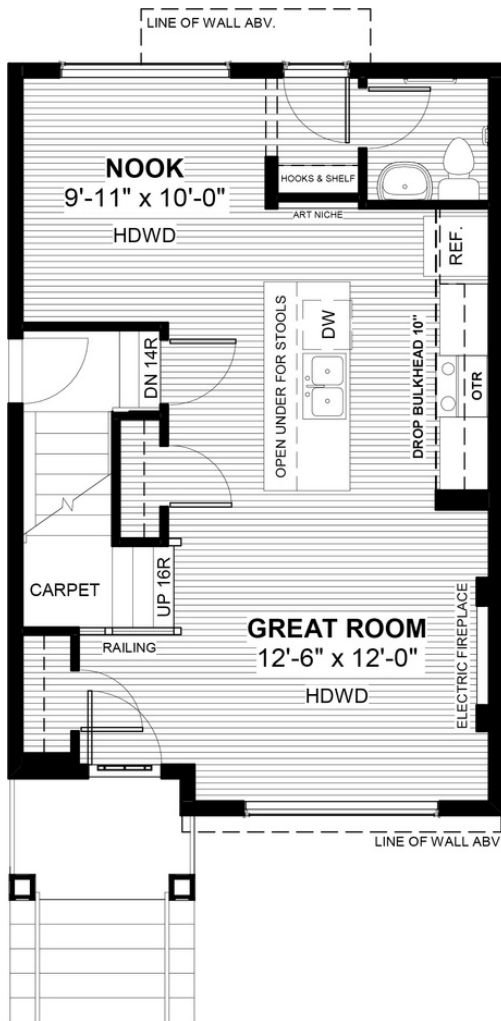 LINE OF WALL ABV.
NOOK
9'-11" x 10'-0"
HDWD
HOOKS & SHELF
ART NICHE
REF.
DW
OPEN UNDER FOR STOOLS
DROP BULKHEAD 10"
OTR
DN 14R
CARPET
UP 16R
RAILING
GREAT ROOM
12'-6" x 12'-0"
HDWD
ELECTRIC FIREPLACE
LINE OF WALL ABV